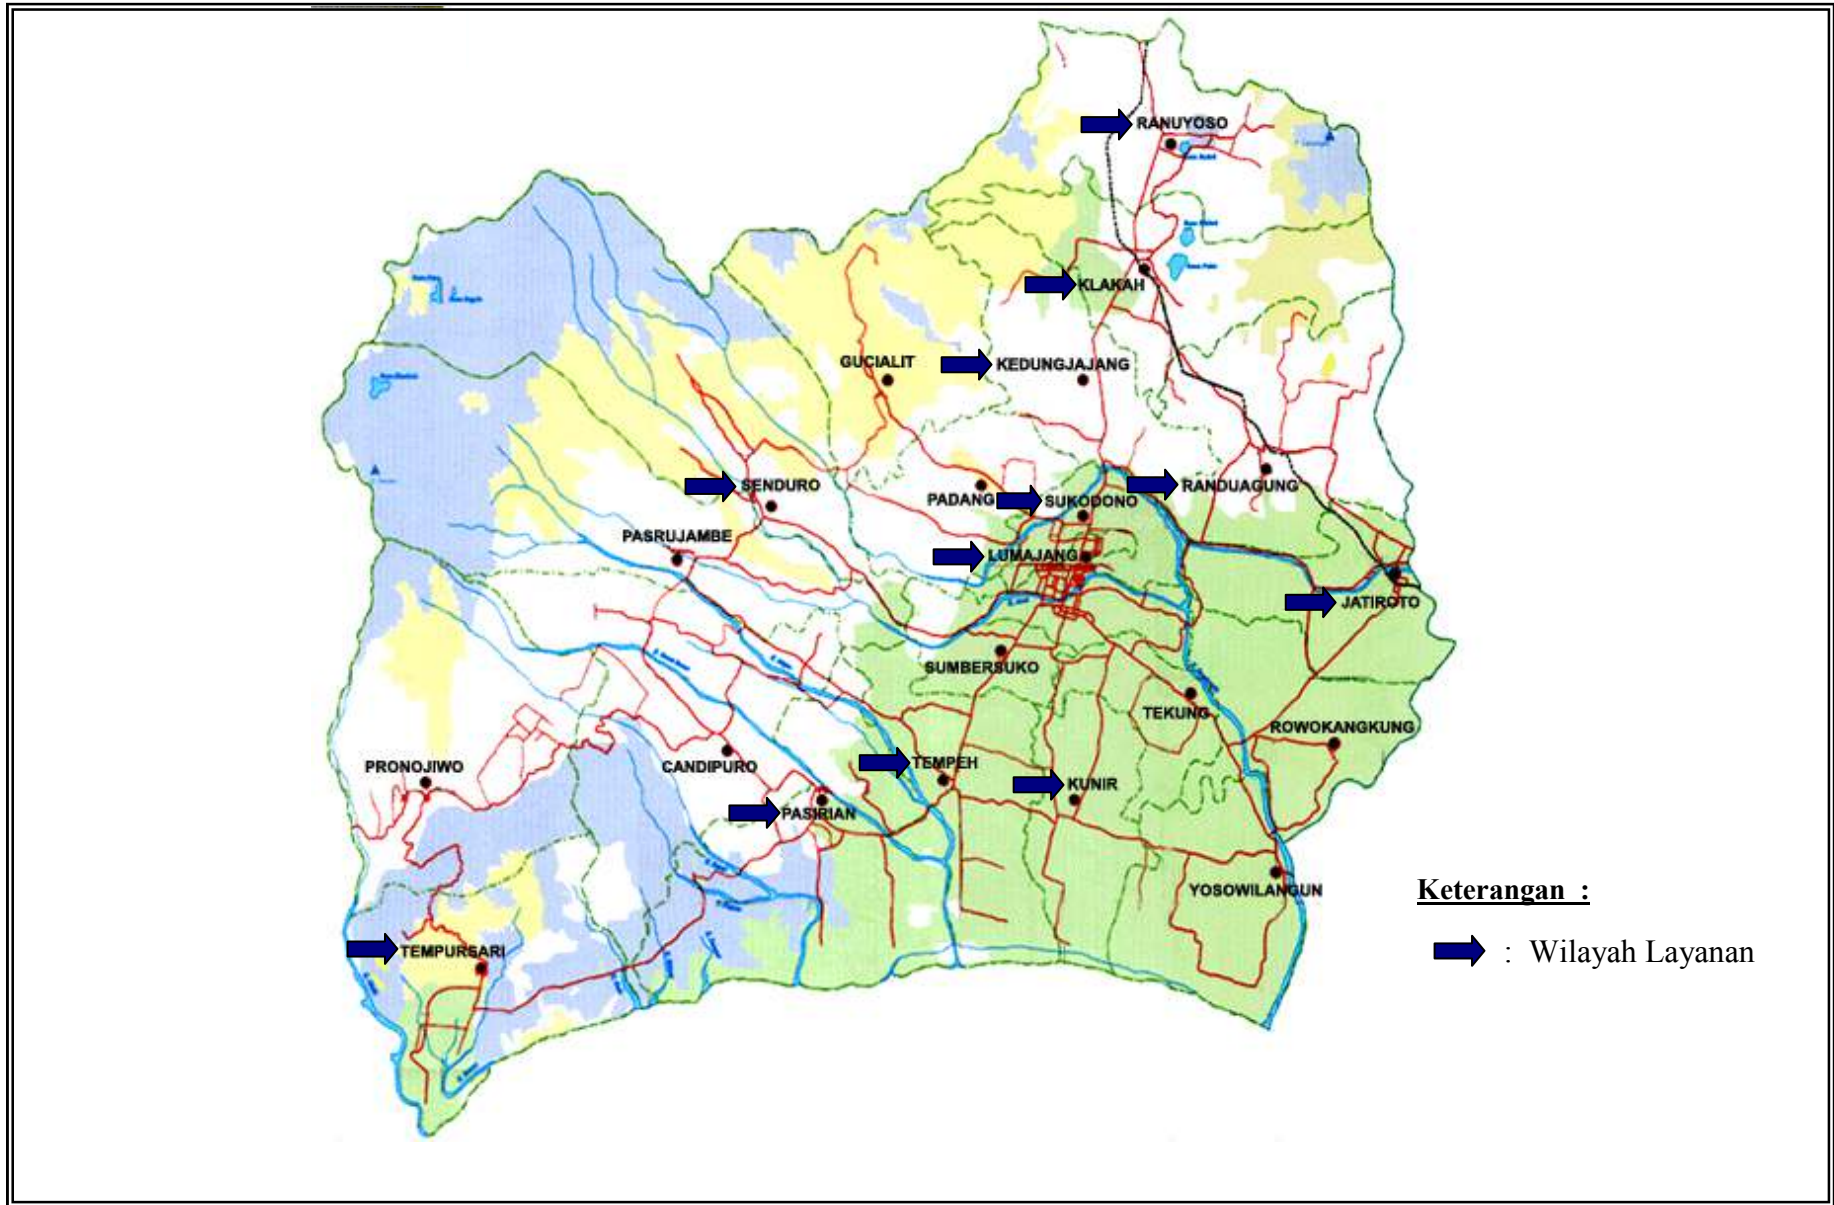 RANUYOSO
KLAKAH
GUCIALIT
KEDUNGJAJANG
SENDURO
PADANG
SUKODONO
RANDUAGUNG
PASRUJAMBE
LUMAJANG
JATIROTO
SUMBERSUKO
TEKUNG
ROWOKANGKUNG
PRONOJIWO
CANDIPURO
TEMPEH
KUNIR
PASIRIAN
YOSOWILANGUN
TEMPURSARI
Keterangan :
: Wilayah Layanan